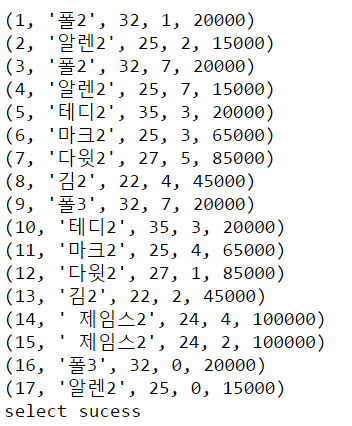 (1, '폴2', 32, 1, 20000)
(2, '알렌2', 25, 2, 15000)
(3, '폴2', 32, 7, 20000)
(4, '알렌2', 25, 7, 15000)
(5, '테디2', 35, 3, 20000)
(6, '마크2', 25, 3, 65000)
(7, '다윗2', 27, 5, 85000)
(8, '김2', 22, 4, 45000)
(9, '폴3', 32, 7, 20000)
(10, '테디2', 35, 3, 20000)
(11, '마크2', 25, 4, 65000)
(12, '다윗2', 27, 1, 85000)
(13, '김2', 22, 2, 45000)
(14, ' 제임스2', 24, 4, 100000)
(15, ' 제임스2', 24, 2, 100000)
(16, '폴3', 32, 0, 20000)
(17, '알렌2', 25, 0, 15000)
select sucess